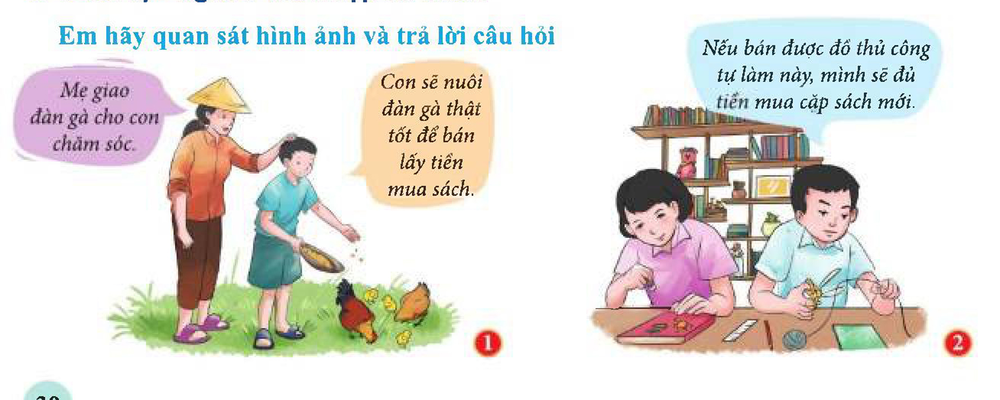 Em hãy quan sát hình ảnh và trả lời câu hỏi
Mẹ giao
đàn gà cho con
chăm sóc.
Con sẽ nuôi
đàn gà thật
tốt để bán
lấy tiền
mua sách.
1
Nếu bán được đồ thủ công
tự làm này, mình sẽ đủ
tiền mua cặp sách mới.
2